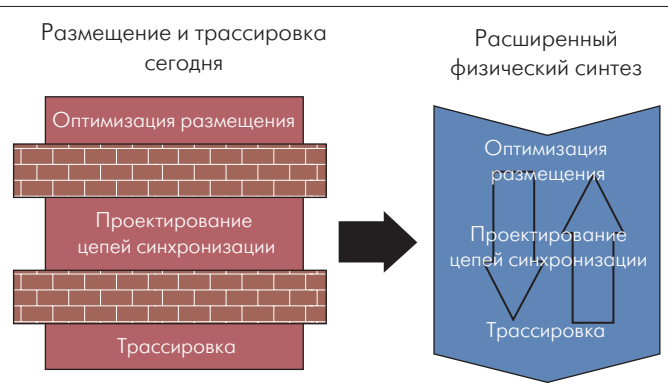 Размещение и трассировка
сегодня
Оптимизация размещения
Проектирование
цепей синхронизации
Трассировка
Расширенный
физический синтез
Оптимизация
размещения
Проектирование
цепей синхронизации
Трассировка